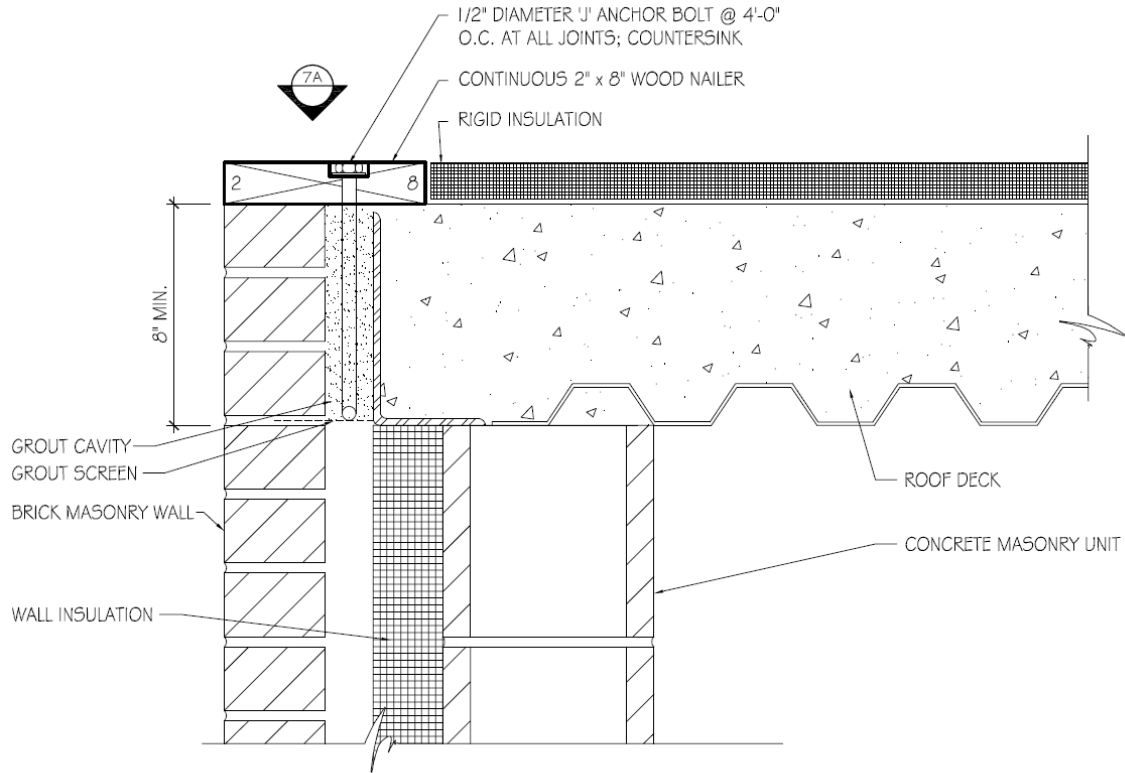 1/2" DIAMETER 'J' ANCHOR BOLT @ 4'-0"
O.C. AT ALL JOINTS; COUNTERSINK
7A
CONTINUOUS 2" x 8" WOOD NAILER
RIGID INSULATION
2
8
8" MIN.
GROUT CAVITY
GROUT SCREEN
ROOF DECK
BRICK MASONRY WALL
CONCRETE MASONRY UNIT
WALL INSULATION